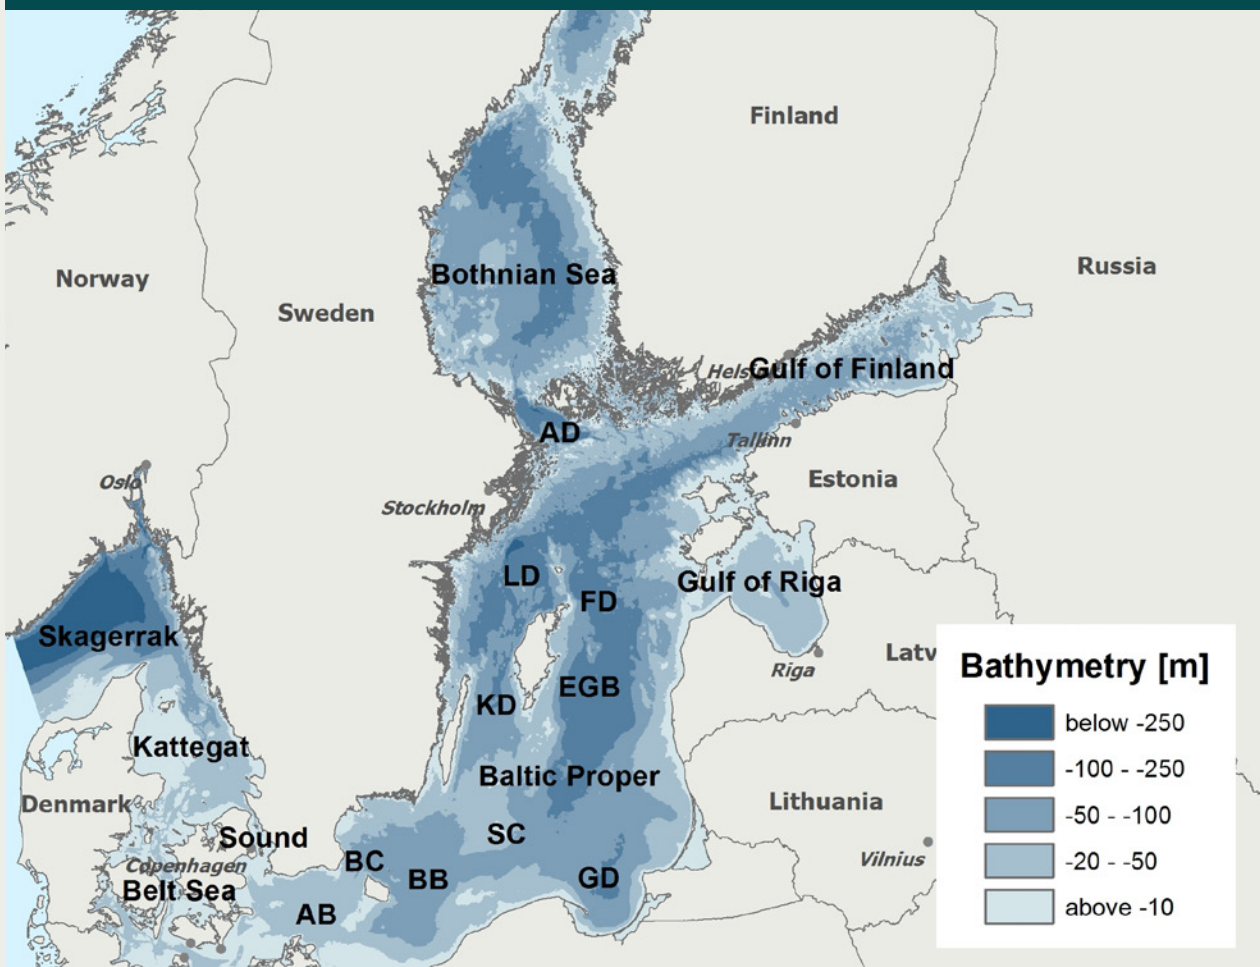 Finland
Russia
Norway
Bothnian Sea
Sweden
Gulf of Finland
Hels
AD
Tallinn
Oslo
Estonia
Stockholm
LD
Gulf of Riga
FD
Skagerrak
Latv
Riga
EGB
KD
Kattegat
Baltic Proper
Denmark
Lithuania
Sound
SC
Copenhagen
Vilnius
BC
Belt Sea
BB
GD
AB
Bathymetry [m]
below -250
-100 - -250
-50 - -100
-20 - -50
above -10